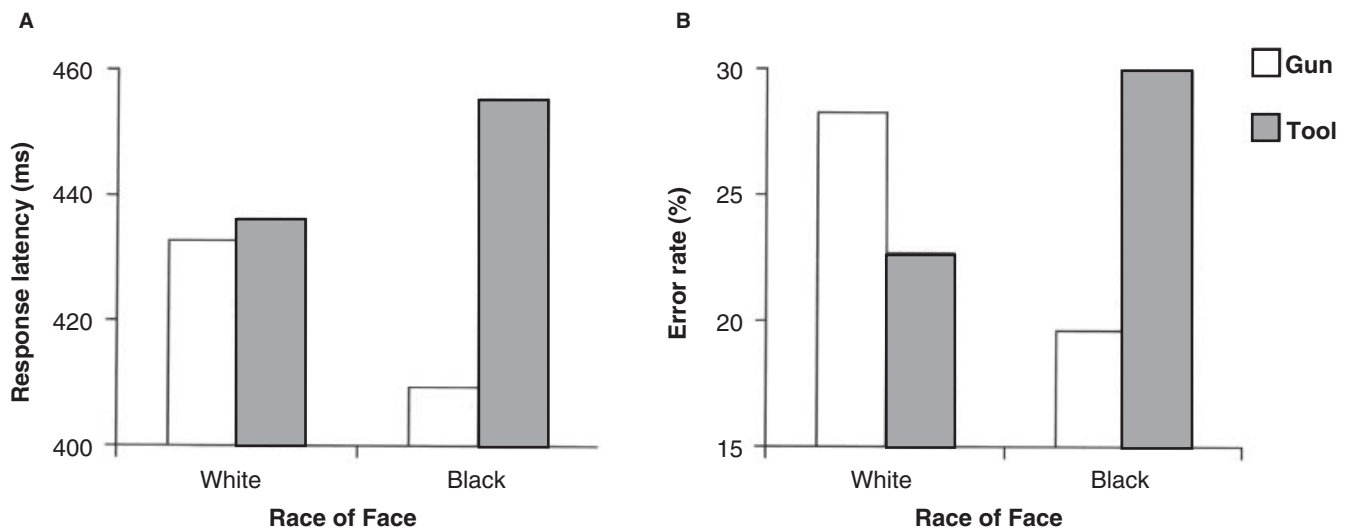 A
460
440
420
400
Response latency (ms)
White
Black
Race of Face
B
30
25
20
15
Error rate (%)
White
Black
Race of Face
Gun
Tool